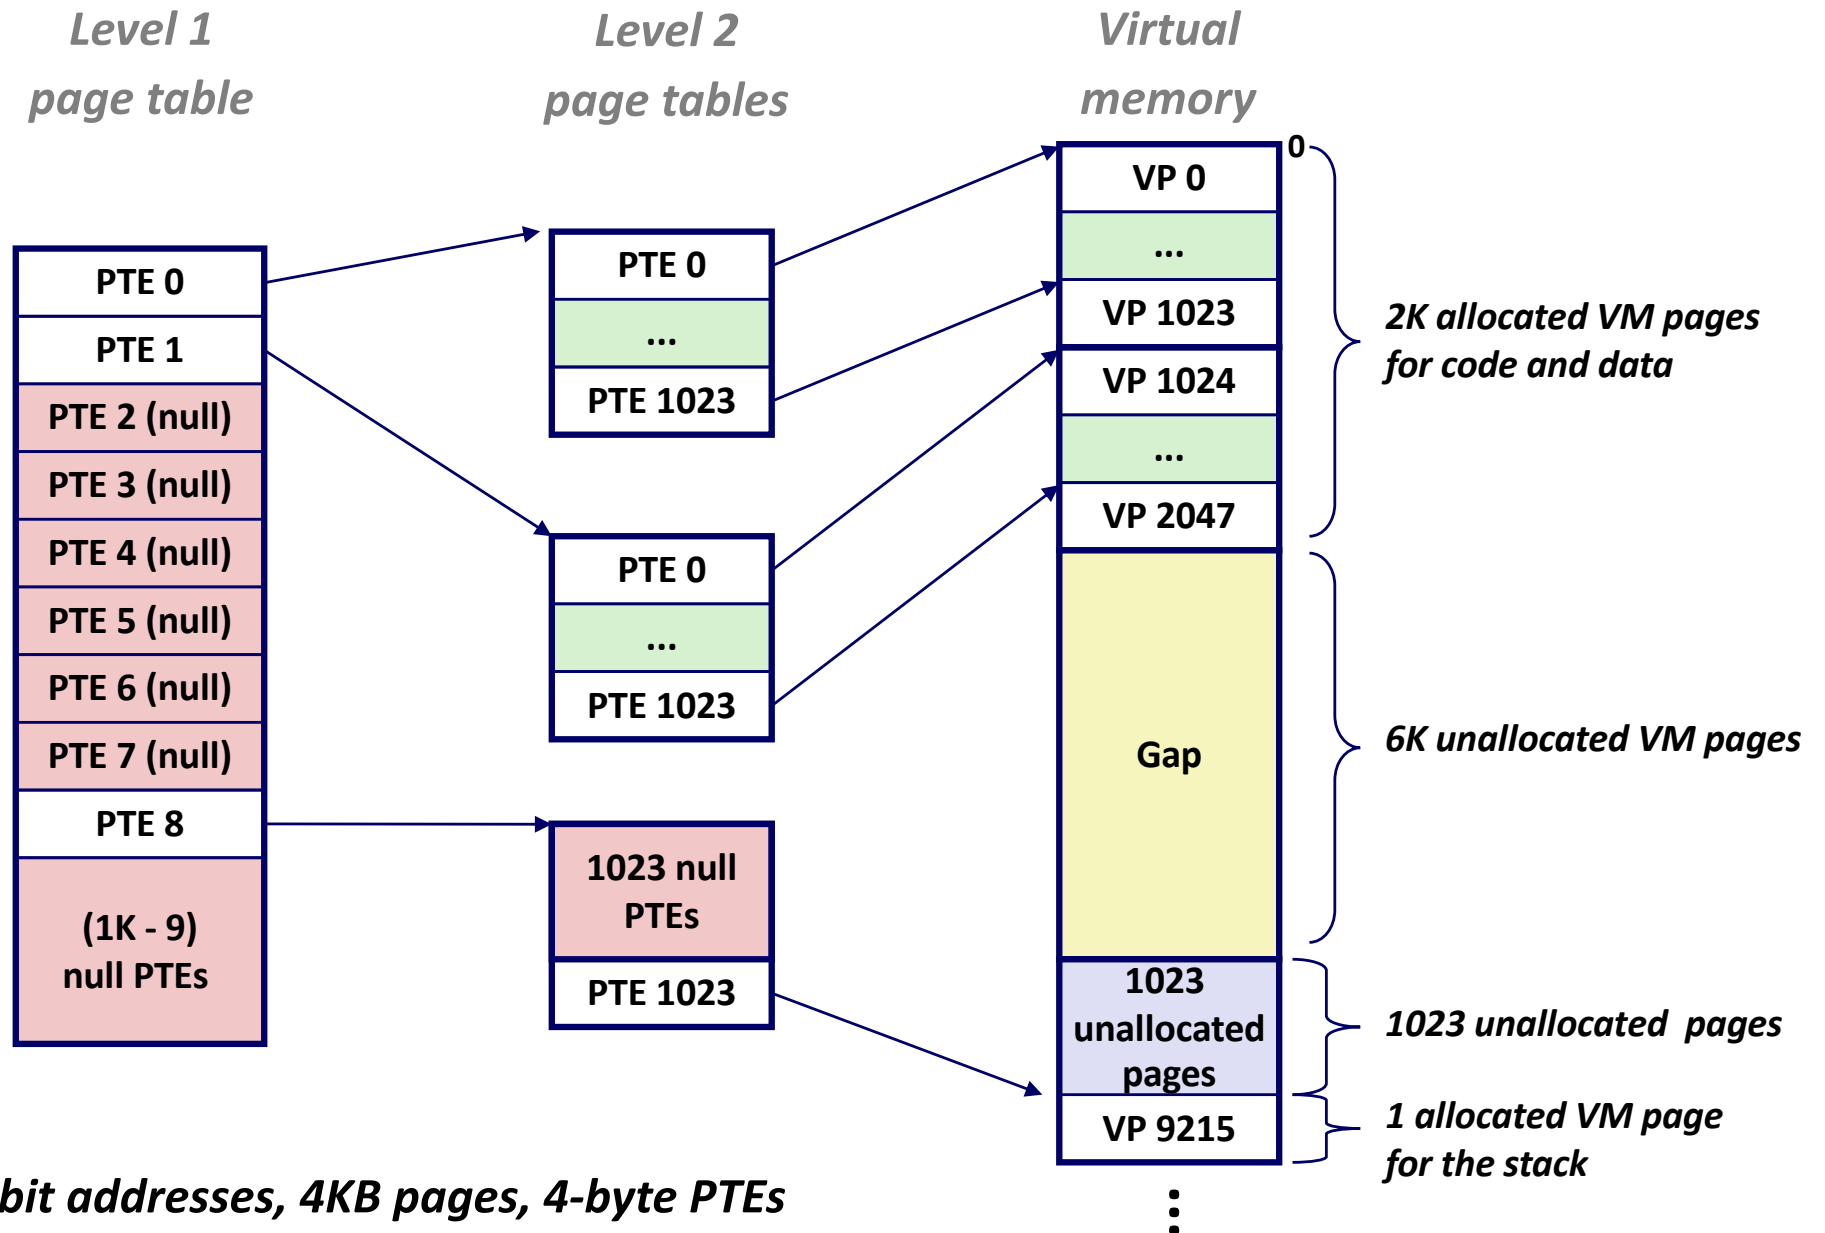 Level 1
page table
Level 2
page tables
Virtual
memory
PTE 0
PTE 1
PTE 2 (null)
PTE 3 (null)
PTE 4 (null)
PTE 5 (null)
PTE 6 (null)
PTE 7 (null)
PTE 8
(1K - 9)
null PTEs
PTE 0
...
PTE 1023
PTE 0
...
PTE 1023
1023 null
PTEs
PTE 1023
0
VP 0
...
VP 1023
VP 1024
...
VP 2047
Gap
1023
unallocated
pages
VP 9215
2K allocated VM pages
for code and data
6K unallocated VM pages
1023 unallocated  pages
1 allocated VM page
for the stack
bit addresses, 4KB pages, 4-byte PTEs